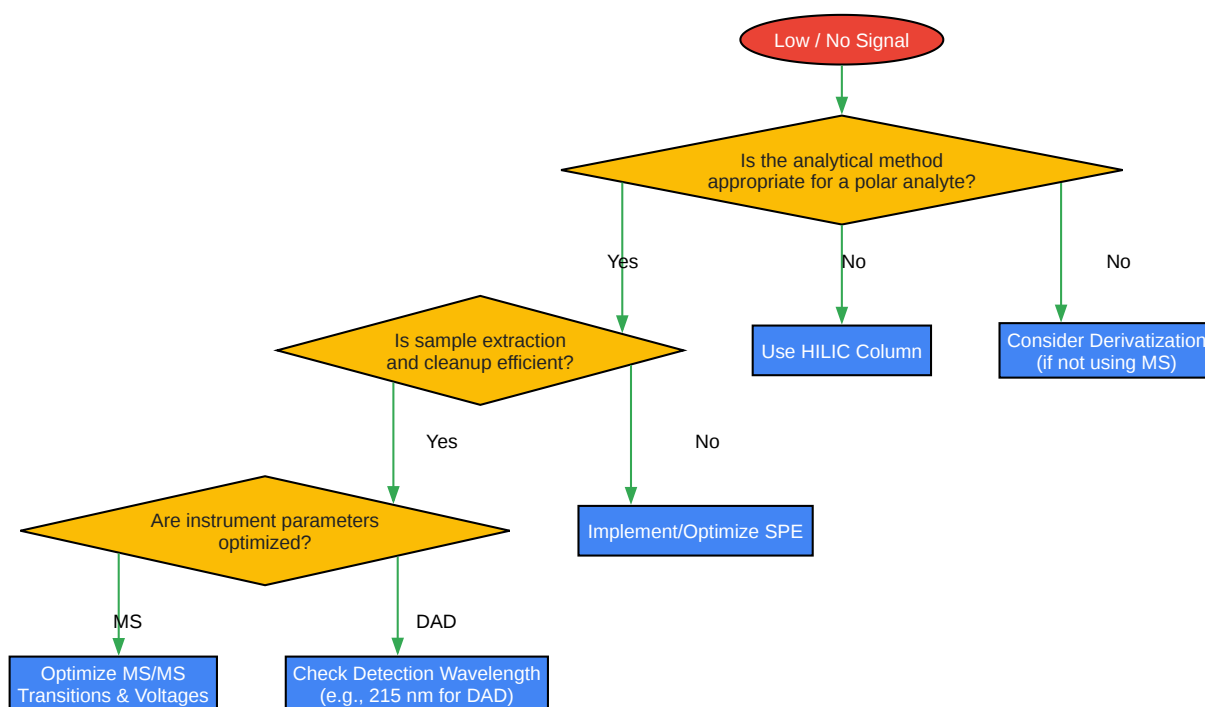 Low / No Signal
Is the analytical method
appropriate for a polar analyte?
Yes
No
No
Is sample extraction
and cleanup efficient?
Use HILIC Column
Consider Derivatization
(if not using MS)
Yes
No
Are instrument parameters
optimized?
Implement/Optimize SPE
MS
DAD
Optimize MS/MS
Transitions & Voltages
Check Detection Wavelength
(e.g., 215 nm for DAD)